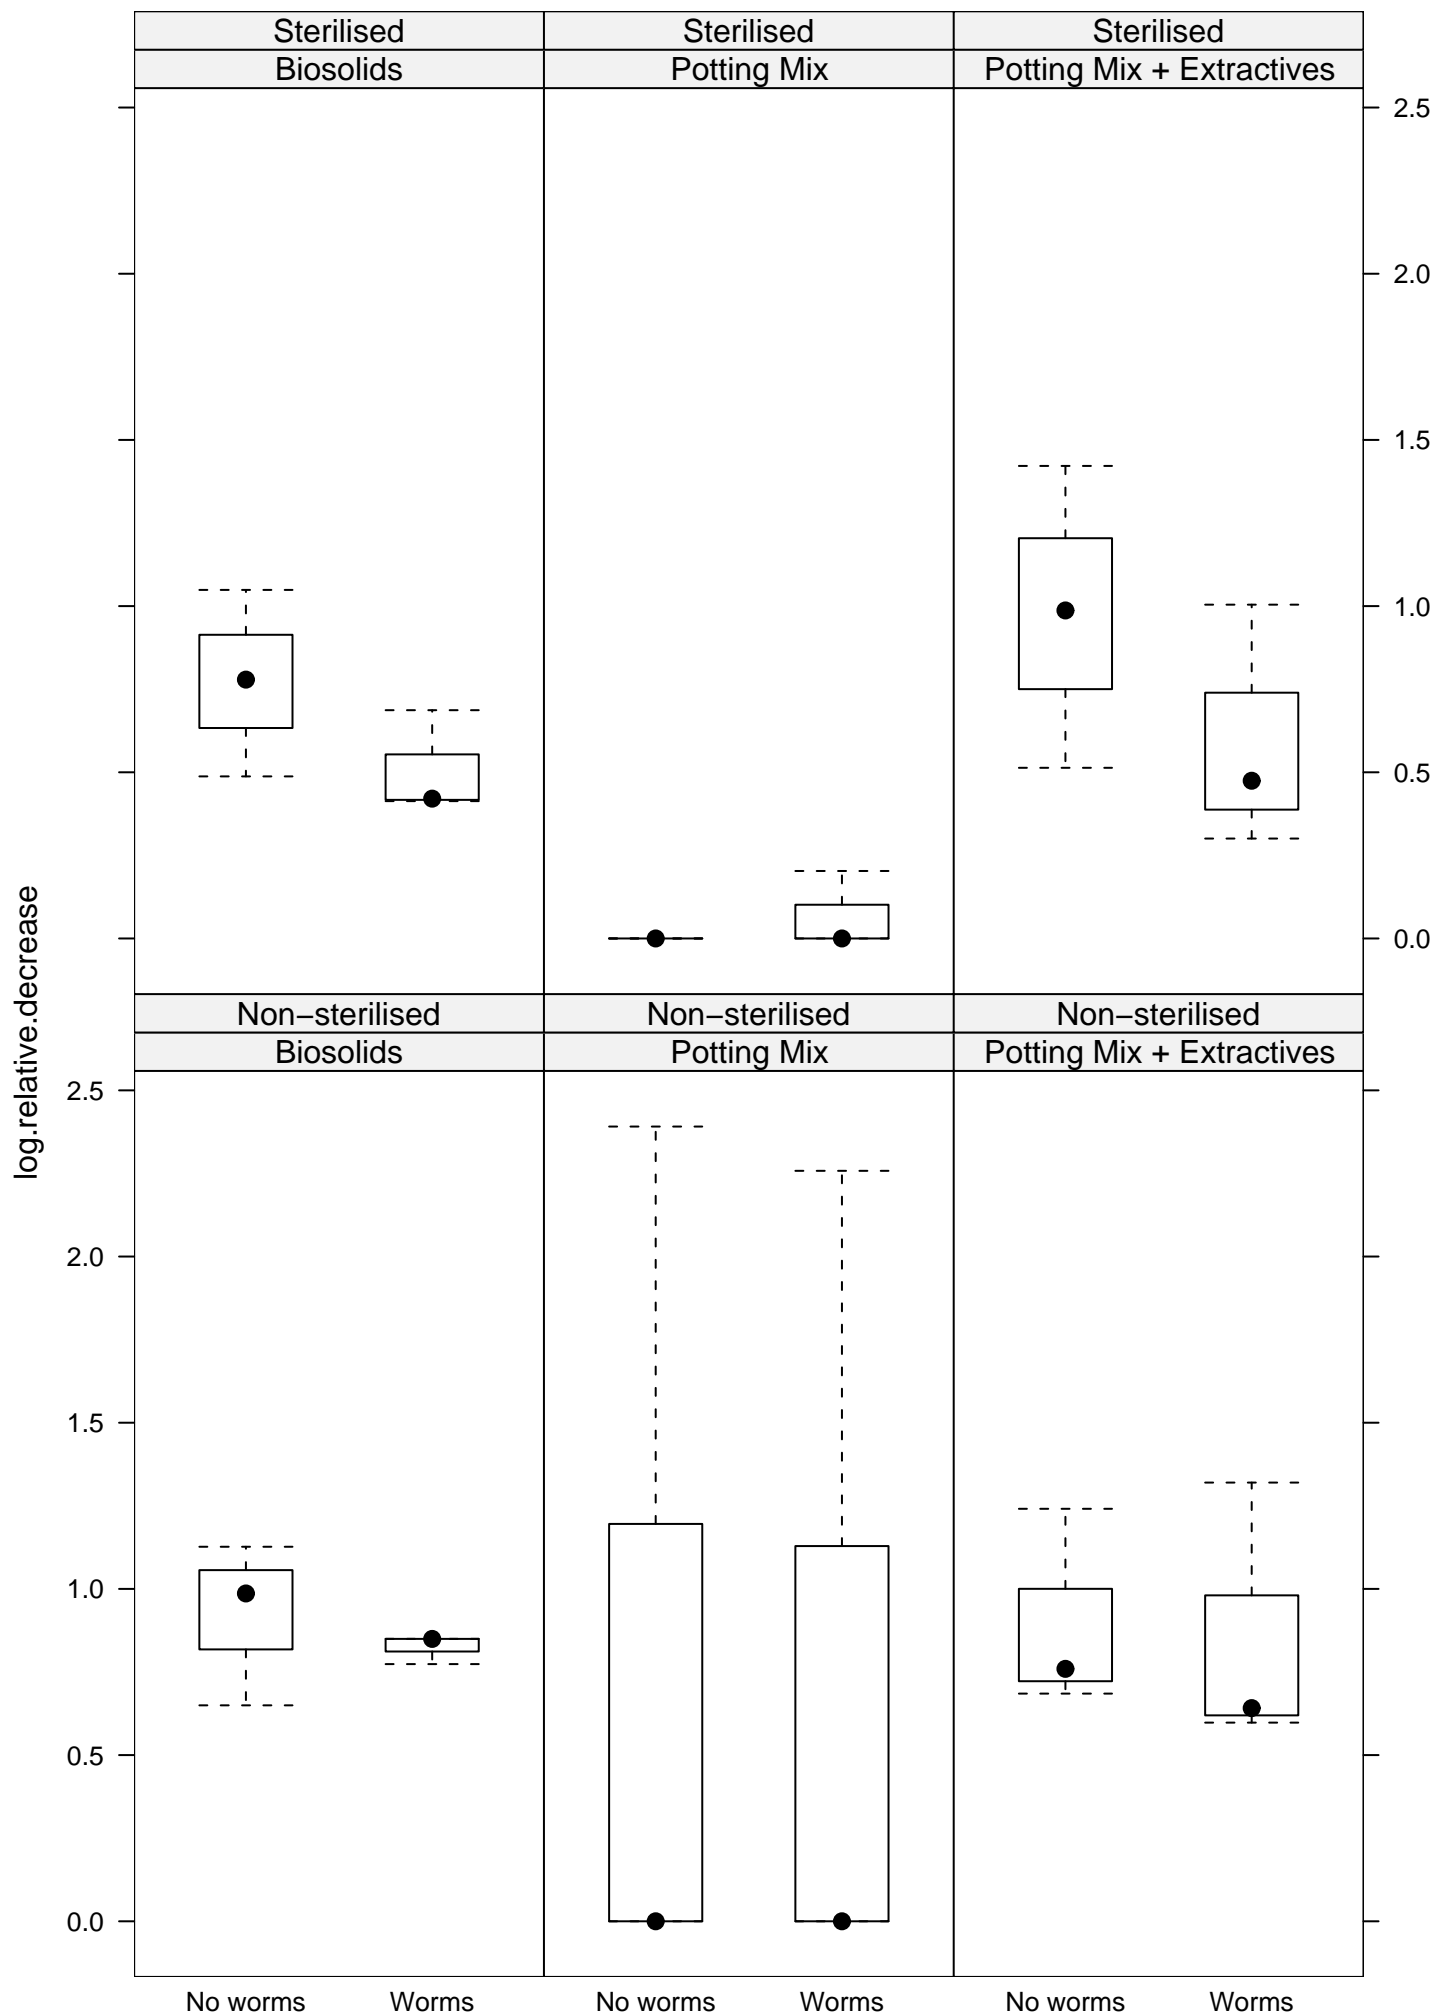 Sterilised Sterilised Sterilised
Biosolids Potting Mix Potting Mix + Extractives
2.5
2.0
1.5
1.0
0.5
0.0
log.relative.decrease
Non−sterilised Non−sterilised Non−sterilised
Biosolids Potting Mix Potting Mix + Extractives
2.5
2.0
1.5
1.0
0.5
0.0
No worms Worms No worms Worms No worms Worms